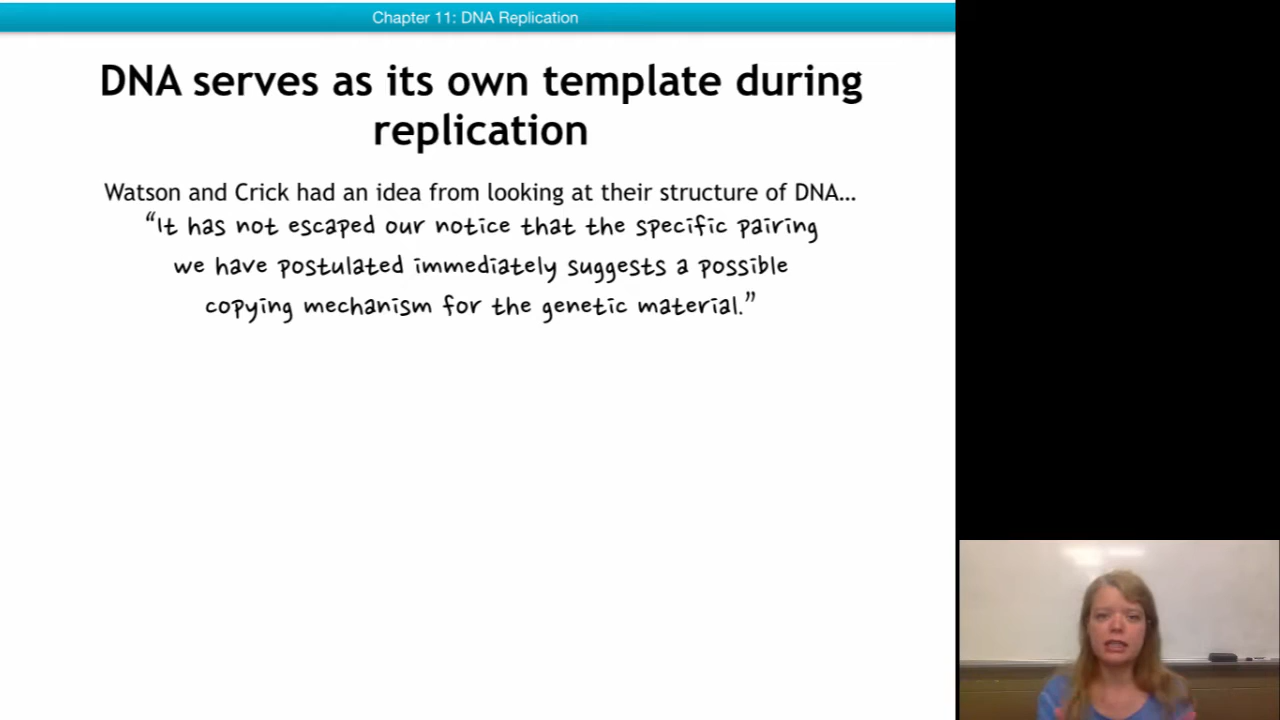 Chapter 11: DNA Replication
DNA serves as its own template during
replication
Watson and Crick had an idea from looking at their structure of DNA…
“It has not escaped our notice that the specific pairing
we have postulated immediately suggests a possible
copying mechanism for the genetic material.”